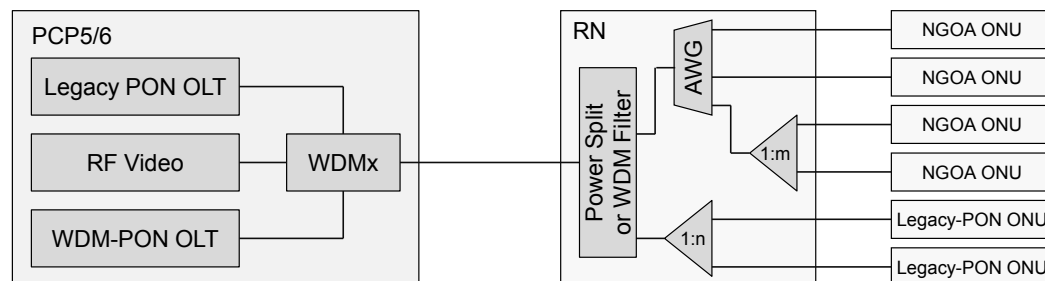 PCP5/6
Legacy PON OLT
RF Video
WDM-PON OLT
WDMx
RN
Power Split
or WDM Filter
AWG
1:m
1:n
NGOA ONU
NGOA ONU
NGOA ONU
NGOA ONU
Legacy-PON ONU
Legacy-PON ONU